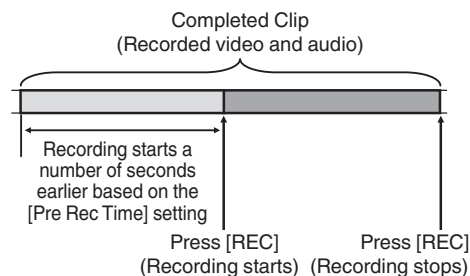 Completed Clip
(Recorded video and audio)
Recording starts a
number of seconds
earlier based on the
[Pre Rec Time] setting
Press [REC]
(Recording starts)
Press [REC]
(Recording stops)